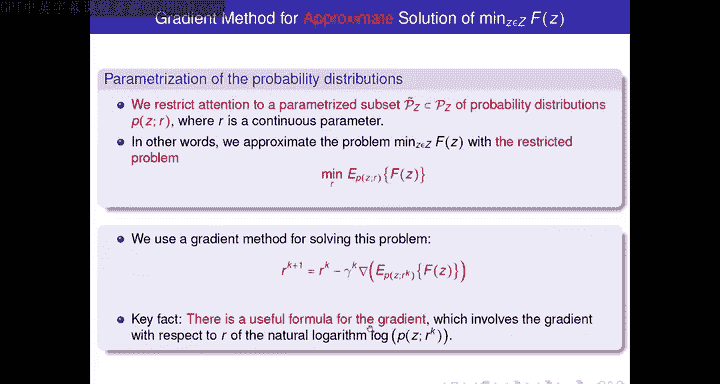 Gradient Method for Approximate Solution of min_{z∈Z} F(z)
Parametrization of the probability distributions
We restrict attention to a parametrized subset P̃_Z ⊂ P_Z of probability distributions
p(z; r), where r is a continuous parameter.
In other words, we approximate the problem min_{z∈Z} F(z) with the restricted
problem
min_r E_{p(z;r)}{F(z)}
We use a gradient method for solving this problem:
r^{k+1} = r^k − γ^k ∇(E_{p(z;r^k)}{F(z)})
Key fact: There is a useful formula for the gradient, which involves the gradient
with respect to r of the natural logarithm log(p(z; r^k)).